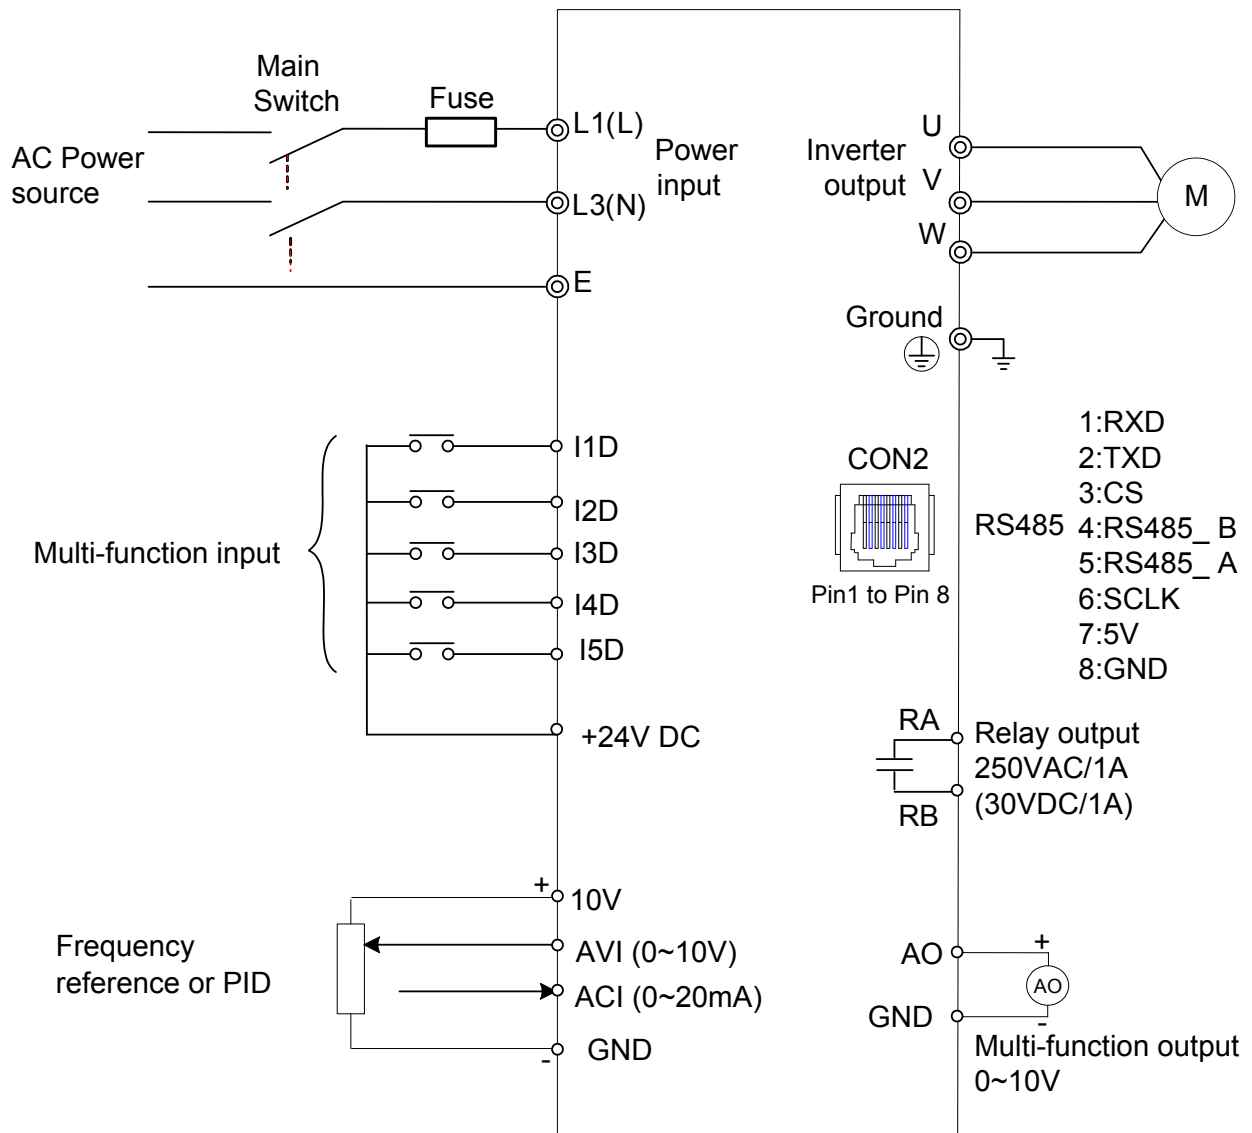 Main
Switch
Fuse
AC Power
source
L1(L)
L3(N)
E
Power
input
Inverter
output
U
V
W
M
Ground
Multi-function input
I1D
I2D
I3D
I4D
I5D
+24V DC
CON2
Pin1 to Pin 8
RS485
1:RXD
2:TXD
3:CS
4:RS485_ B
5:RS485_ A
6:SCLK
7:5V
8:GND
RA
RB
Relay output
250VAC/1A
(30VDC/1A)
Frequency
reference or PID
+
10V
AVI (0~10V)
ACI (0~20mA)
-
GND
AO
GND
+
AO
-
Multi-function output
0~10V